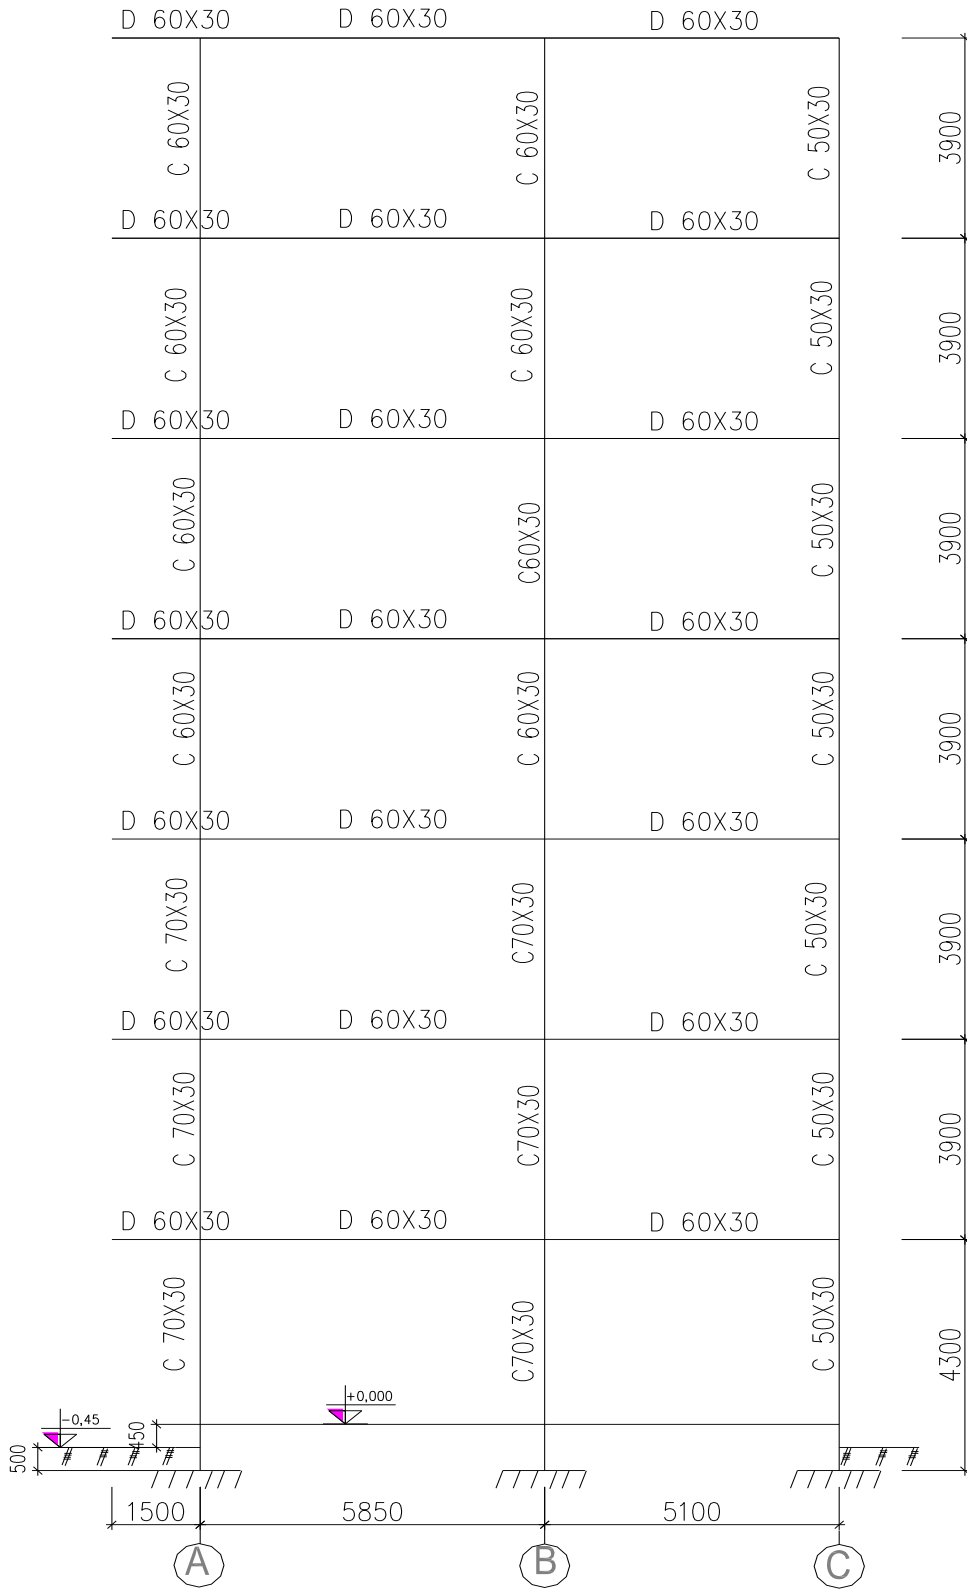 D 60X30 D 60X30 D 60X30
C 60X30 C 60X30 C 50X30 3900
D 60X30 D 60X30 D 60X30
C 60X30 C 60X30 C 50X30 3900
D 60X30 D 60X30 D 60X30
C 60X30 C60X30 C 50X30 3900
D 60X30 D 60X30 D 60X30
C 60X30 C 60X30 C 50X30 3900
D 60X30 D 60X30 D 60X30
C 70X30 C70X30 C 50X30 3900
D 60X30 D 60X30 D 60X30
C 70X30 C70X30 C 50X30 3900
D 60X30 D 60X30 D 60X30
C 70X30 C70X30 C 50X30 4300
+0,000
-0,45
450
500
1500 5850 5100
A B C